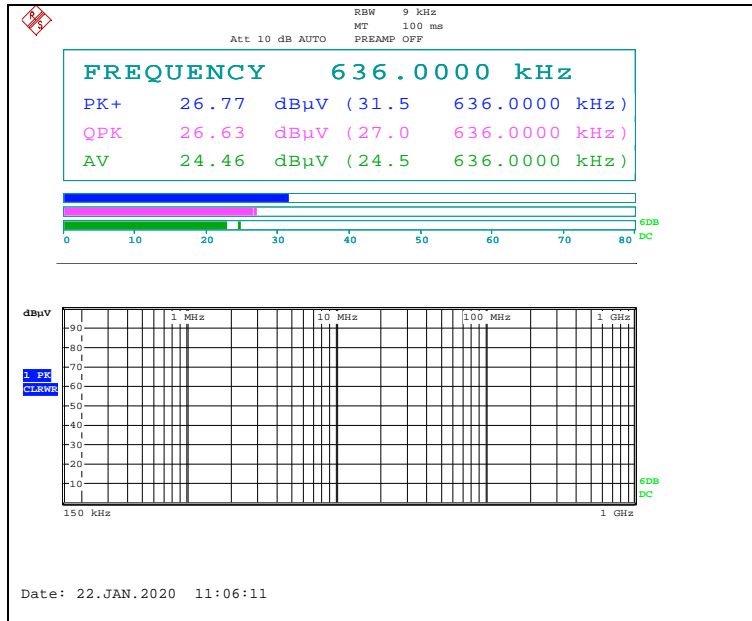 R S
RBW 9 kHz
MT 100 ms
Att 10 dB AUTO PREAMP OFF
FREQUENCY 636.0000 kHz
PK+ 26.77 dBµV (31.5 636.0000 kHz)
QPK 26.63 dBµV (27.0 636.0000 kHz)
AV 24.46 dBµV (24.5 636.0000 kHz)
6DB
0 10 20 30 40 50 60 70 80 DC
dBµV
1 MHz 10 MHz 100 MHz 1 GHz
90
80
70
1 PK
CLRWR
60
50
40
30
20
10
6DB
DC
150 kHz 1 GHz
Date: 22.JAN.2020 11:06:11